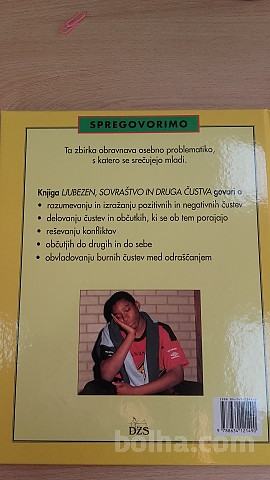 SPREGOVORIMO
Ta zbirka obravnava osebno problematiko,
s katero se srečujejo mladi.
Knjiga LJUBEZEN, SOVRAŠTVO IN DRUGA ČUSTVA govori o
• razumevanju in izražanju pozitivnih in negativnih čustev
• delovanju čustev in občutkih, ki se ob tem porajajo
• reševanju konfliktov
• občutjih do drugih in do sebe
• obvladovanju burnih čustev med odraščanjem
DZS
bolha.com